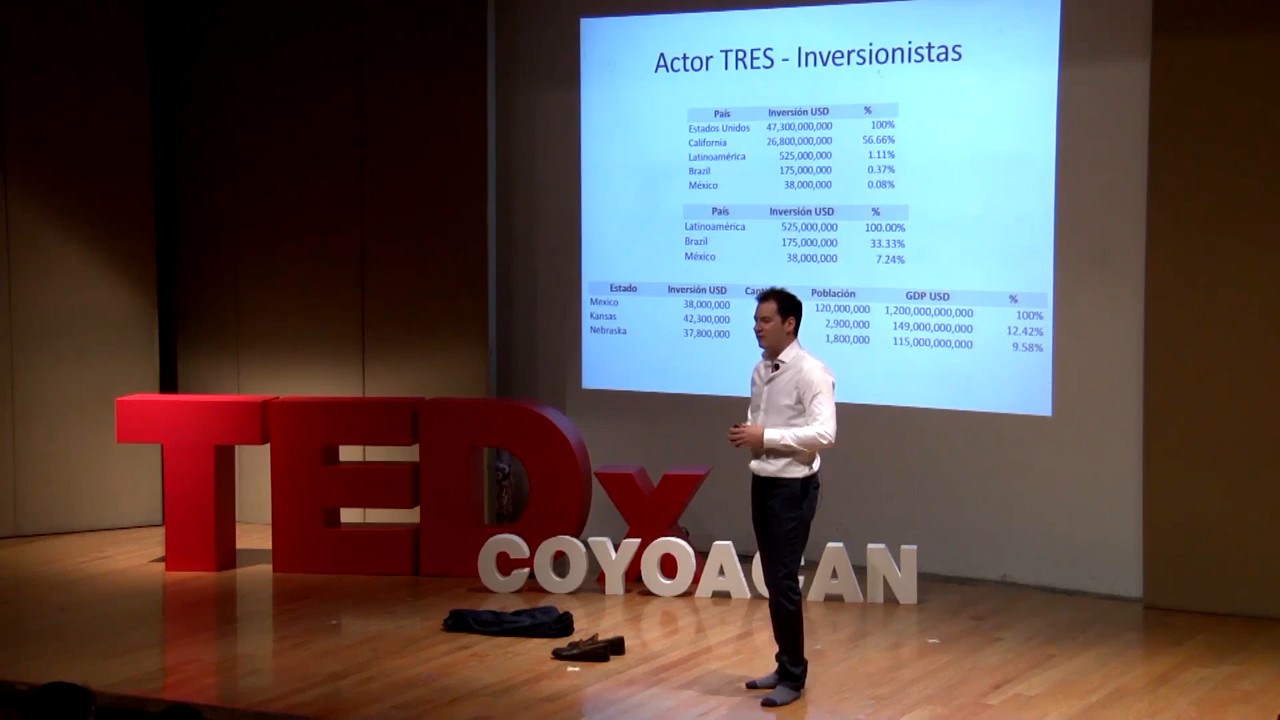 Actor TRES - Inversionistas
País Inversión USD %
Estados Unidos 47,300,000,000 100%
California 26,800,000,000 56.66%
Latinoamérica 525,000,000 1.11%
Brazil 175,000,000 0.37%
México 38,000,000 0.08%
País Inversión USD %
Latinoamérica 525,000,000 100.00%
Brazil 175,000,000 33.33%
México 38,000,000 7.24%
Estado Inversión USD Población GDP USD %
Mexico 38,000,000 120,000,000 1,200,000,000,000 100%
Kansas 42,300,000 2,900,000 149,000,000,000 12.42%
Nebraska 37,800,000 1,800,000 115,000,000,000 9.58%
TEDx
COYOACAN